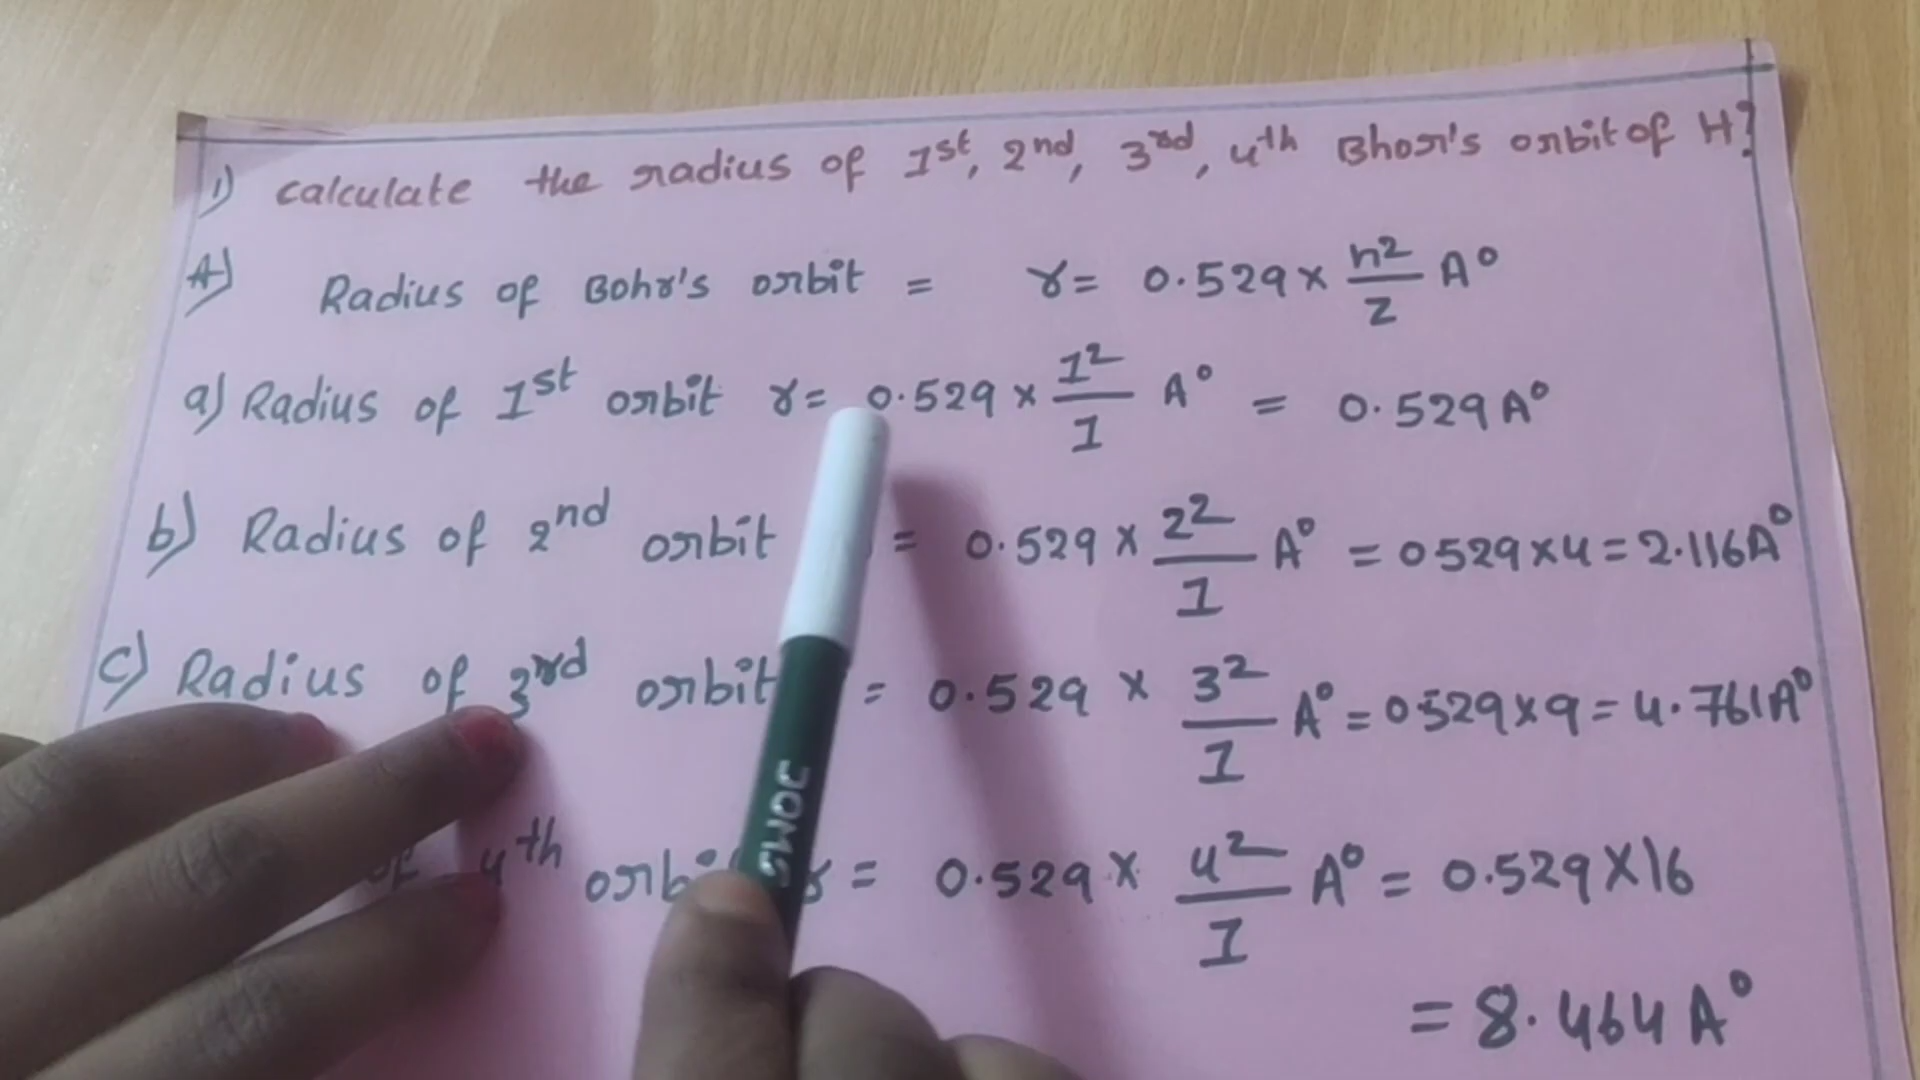 1) calculate the radius of 1st, 2nd, 3rd, 4th Bhor's orbit of H?
A) Radius of Bohr's orbit = r = 0.529 × n²/Z A°
a) Radius of 1st orbit r = 0.529 × 1²/1 A° = 0.529 A°
b) Radius of 2nd orbit = 0.529 × 2²/1 A° = 0 529 × 4 = 2.116 A°
c) Radius of 3rd orbit = 0.529 × 3²/1 A° = 0.529 × 9 = 4.761 A°
of 4th orbit r = 0.529 × 4²/1 A° = 0.529 × 16
= 8.464 A°